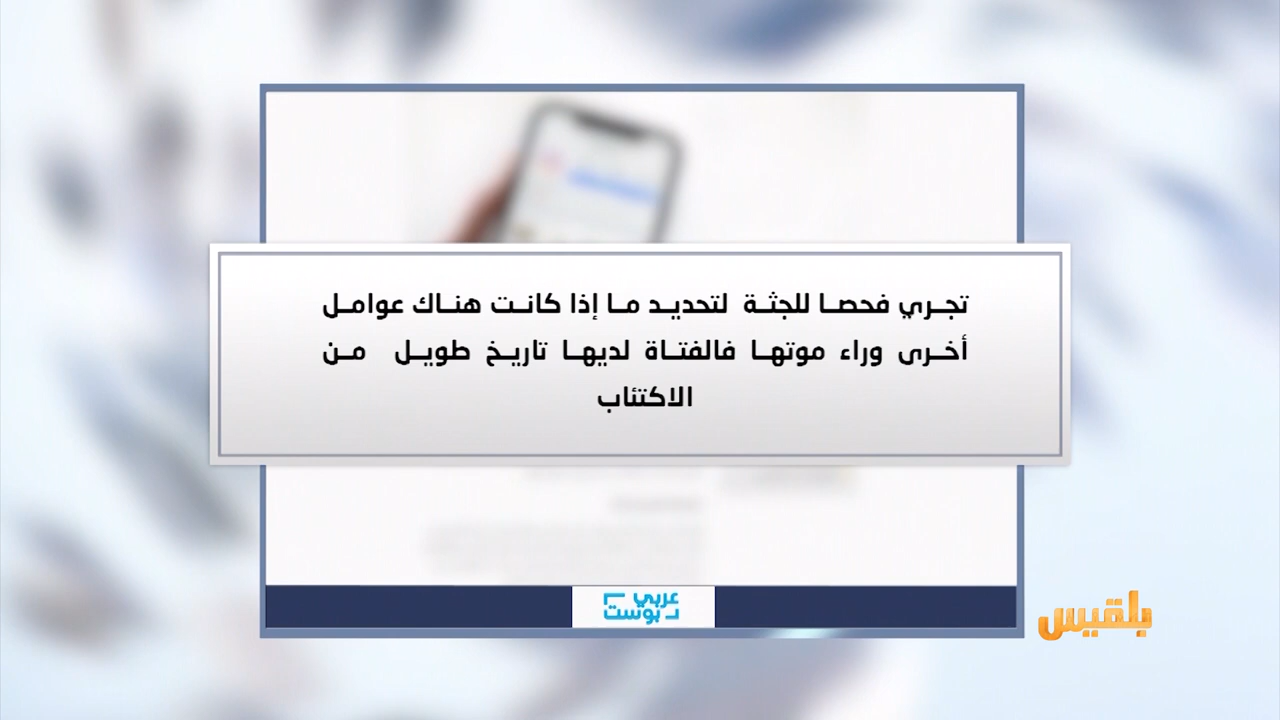 تجري فحصا للجثة لتحديد ما إذا كانت هناك عوامل
أخرى وراء موتها فالفتاة لديها تاريخ طويل من
الاكتئاب
عربي
بوست
بلقيس